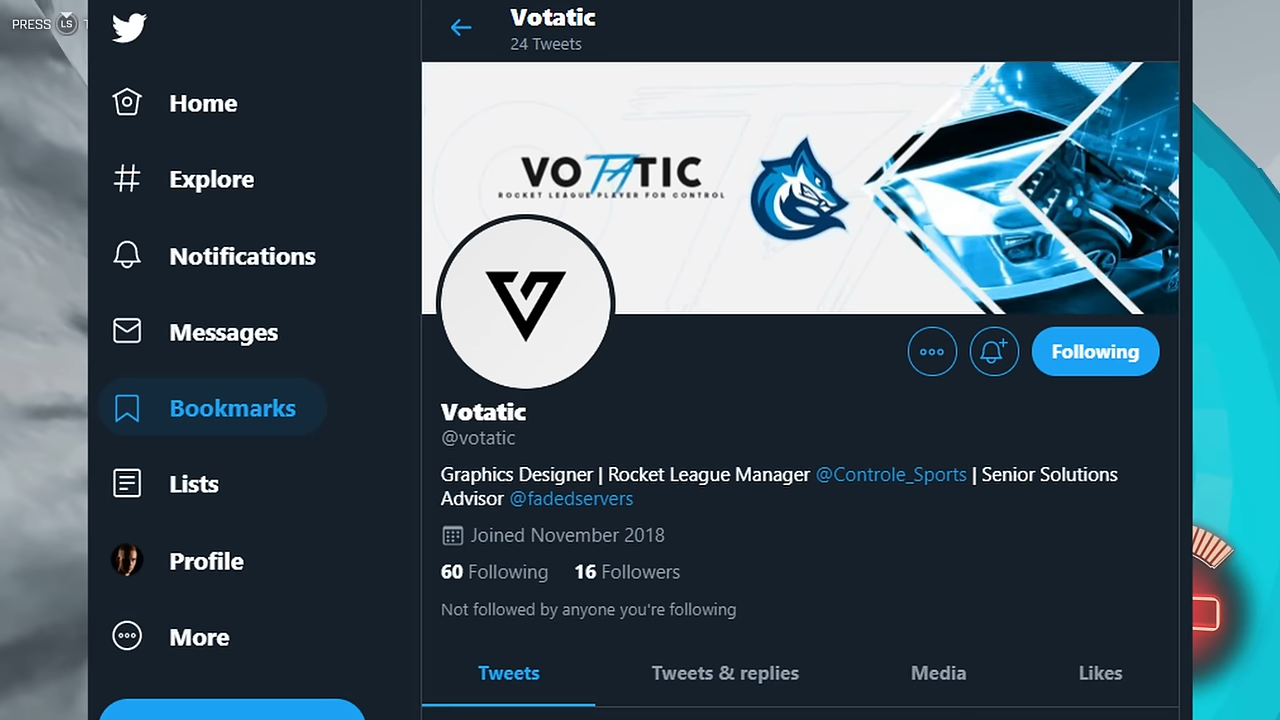 PRESS LS
Votatic
24 Tweets
VOTATIC
ROCKET LEAGUE PLAYER FOR CONTROL
Home
Explore
Notifications
Messages
Bookmarks
Lists
Profile
More
Following
Votatic
@votatic
Graphics Designer | Rocket League Manager @Controle_Sports | Senior Solutions
Advisor @fadedservers
Joined November 2018
60 Following 16 Followers
Not followed by anyone you're following
Tweets Tweets & replies Media Likes